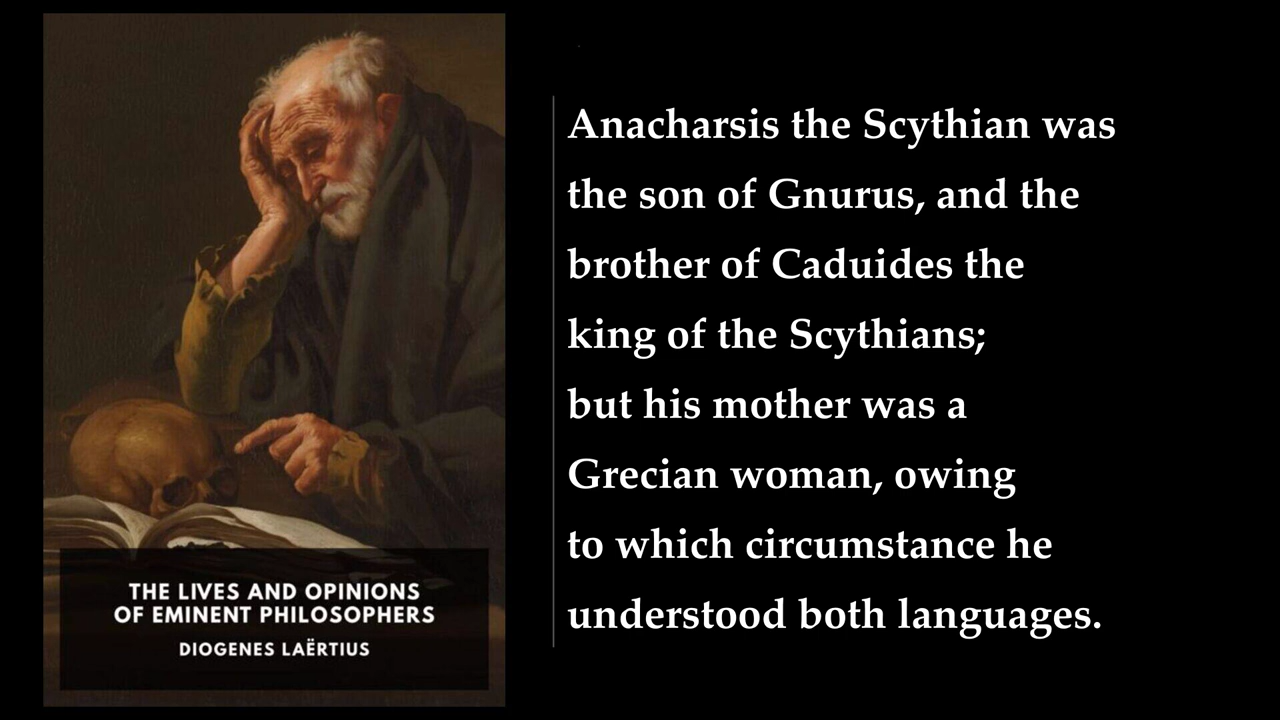 THE LIVES AND OPINIONS
OF EMINENT PHILOSOPHERS
DIOGENES LAËRTIUS
Anacharsis the Scythian was
the son of Gnurus, and the
brother of Caduides the
king of the Scythians;
but his mother was a
Grecian woman, owing
to which circumstance he
understood both languages.